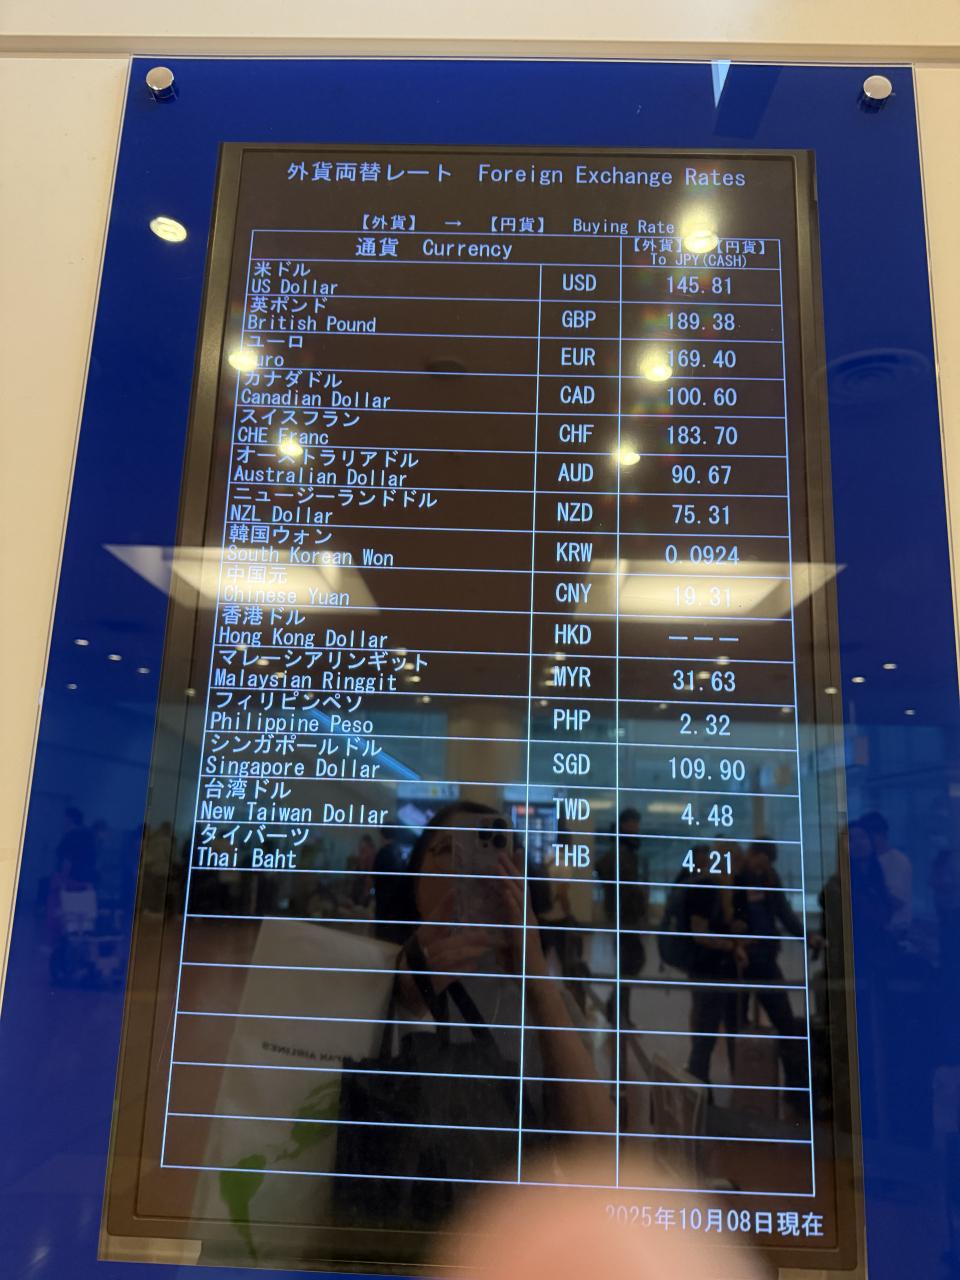 外貨両替レート Foreign Exchange Rates
【外貨】 → 【円貨】 Buying Rate
通貨 Currency 【外貨】 【円貨】
To JPY(CASH)
米ドル
US Dollar USD 145.81
英ポンド
British Pound GBP 189.38
ユーロ
Euro EUR 169.40
カナダドル
Canadian Dollar CAD 100.60
スイスフラン
CHE Franc CHF 183.70
オーストラリアドル
Australian Dollar AUD 90.67
ニュージーランドドル
NZL Dollar NZD 75.31
韓国ウォン
South Korean Won KRW 0.0924
中国元
Chinese Yuan CNY 19.31
香港ドル
Hong Kong Dollar HKD ———
マレーシアリンギット
Malaysian Ringgit MYR 31.63
フィリピンペソ
Philippine Peso PHP 2.32
シンガポールドル
Singapore Dollar SGD 109.90
台湾ドル
New Taiwan Dollar TWD 4.48
タイバーツ
Thai Baht THB 4.21
JAPAN AIRLINES
2025年10月08日現在